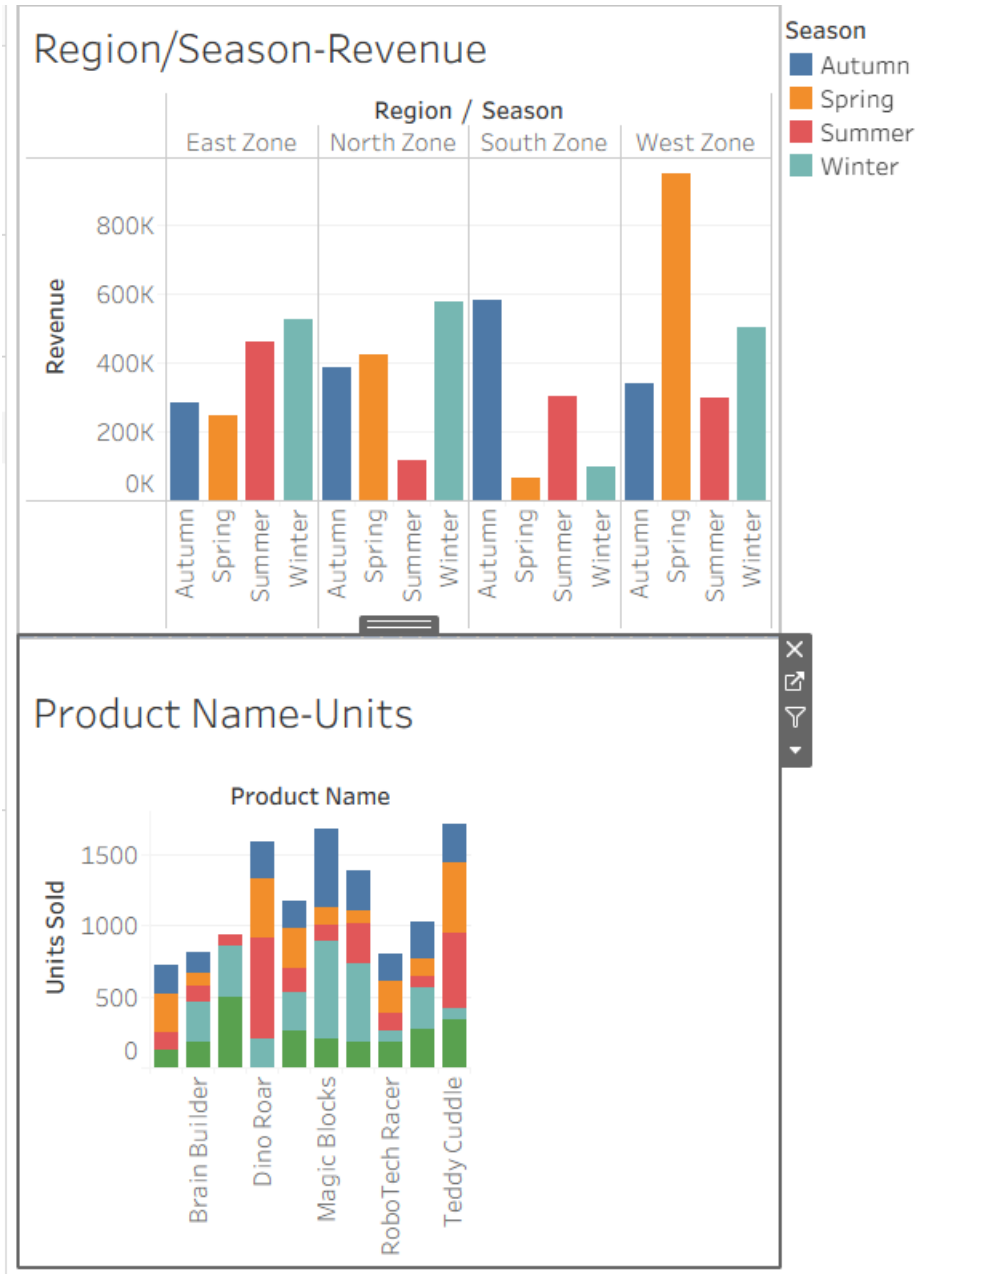 Region/Season-Revenue
Season
Autumn
Spring
Summer
Winter
Region / Season
East Zone North Zone South Zone West Zone
Revenue
800K
600K
400K
200K
0K
Autumn Spring Summer Winter Autumn Spring Summer Winter Autumn Spring Summer Winter Autumn Spring Summer Winter
Product Name-Units
Product Name
Units Sold
1500
1000
500
0
Brain Builder
Dino Roar
Magic Blocks
RoboTech Racer
Teddy Cuddle